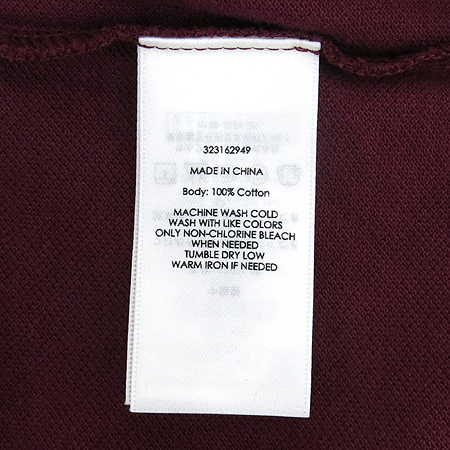 323162949
MADE IN CHINA
Body: 100% Cotton
MACHINE WASH COLD
WASH WITH LIKE COLORS
ONLY NON-CHLORINE BLEACH
WHEN NEEDED
TUMBLE DRY LOW
WARM IRON IF NEEDED